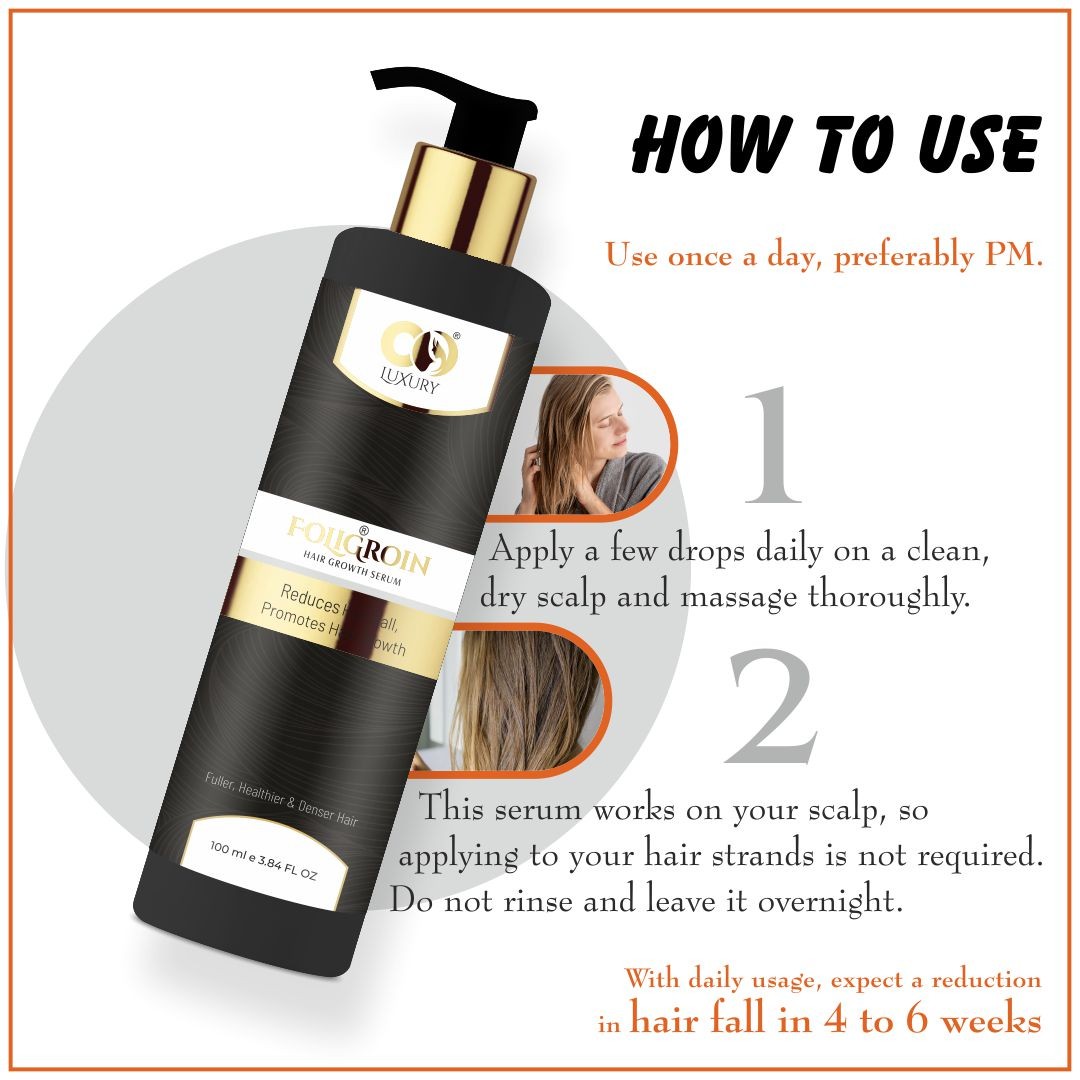 HOW TO USE
Use once a day, preferably PM.
®
LUXURY
1
Apply a few drops daily on a clean,
dry scalp and massage thoroughly.
®
FOLIGROIN
HAIR GROWTH SERUM
Reduces all,
Promotes H owth
2
This serum works on your scalp, so
applying to your hair strands is not required.
Do not rinse and leave it overnight.
Fuller, Healthier & Denser Hair
100 ml e 3.84 FL OZ
With daily usage, expect a reduction
in hair fall in 4 to 6 weeks